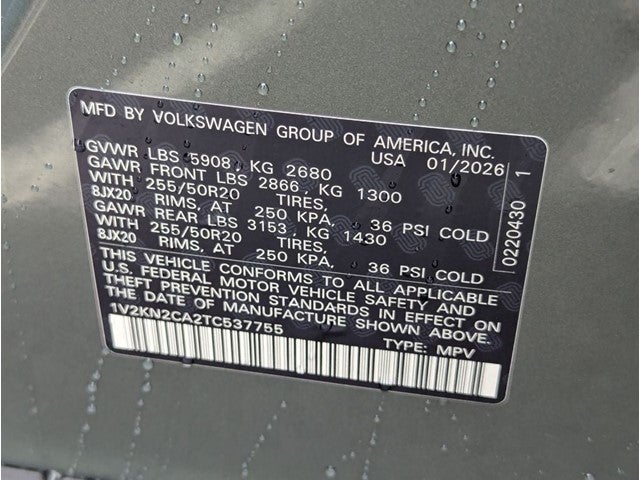 MFD BY VOLKSWAGEN GROUP OF AMERICA, INC.
USA 01/2026
GVWR LBS 5908, KG 2680
GAWR FRONT LBS 2866, KG 1300
WITH 255/50R20 TIRES,
8JX20 RIMS, AT 250 KPA, 36 PSI COLD
GAWR REAR LBS 3153, KG 1430
WITH 255/50R20 TIRES,
8JX20 RIMS, AT 250 KPA, 36 PSI COLD
THIS VEHICLE CONFORMS TO ALL APPLICABLE
U.S. FEDERAL MOTOR VEHICLE SAFETY AND
THEFT PREVENTION STANDARDS IN EFFECT ON
THE DATE OF MANUFACTURE SHOWN ABOVE.
1V2KN2CA2TC537755
TYPE: MPV
0220430 1